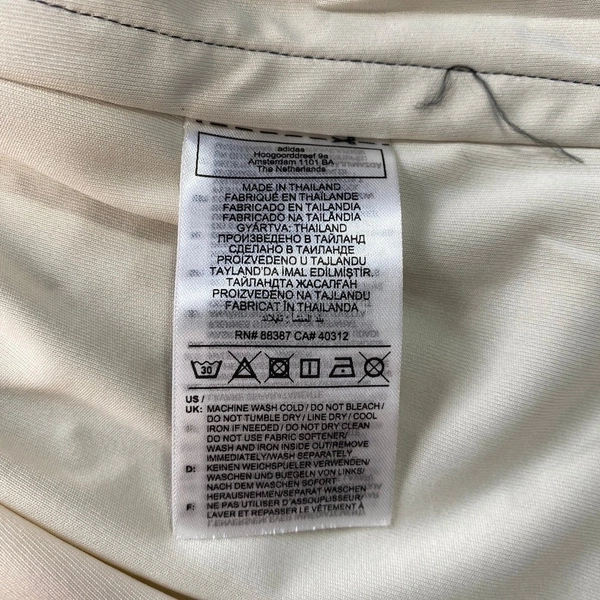 adidas
Hoogoorddreef 9a
Amsterdam 1101 BA
The Netherlands
MADE IN THAILAND
FABRIQUÉ EN THAÏLANDE
FABRICADO EN TAILANDIA
FABRICADO NA TAILÂNDIA
GYÁRTVA: THAILAND
ПРОИЗВЕДЕНО В ТАЙЛАНД
СДЕЛАНО В ТАИЛАНДЕ
PROIZVEDENO U TAJLANDU
TAYLAND'DA İMAL EDİLMİŞTİR.
ТАЙЛАНДТА ЖАСАЛҒАН
PROIZVEDENO NA TAJLANDU
FABRICAT ÎN THAILANDA
بلد المنشأ : تايلاند
RN# 88387 CA# 40312
30
US /
UK: MACHINE WASH COLD / DO NOT BLEACH /
DO NOT TUMBLE DRY / LINE DRY / COOL
IRON IF NEEDED / DO NOT DRY CLEAN
DO NOT USE FABRIC SOFTENER/
WASH AND IRON INSIDE OUT/REMOVE
IMMEDIATELY/WASH SEPARATELY
D: KEINEN WEICHSPUELER VERWENDEN/
WASCHEN UND BUEGELN VON LINKS/
NACH DEM WASCHEN SOFORT
HERAUSNEHMEN/SEPARAT WASCHEN
F: NE PAS UTILISER D'ASSOUPLISSEUR/
LAVER ET REPASSER LE VÊTEMENT À